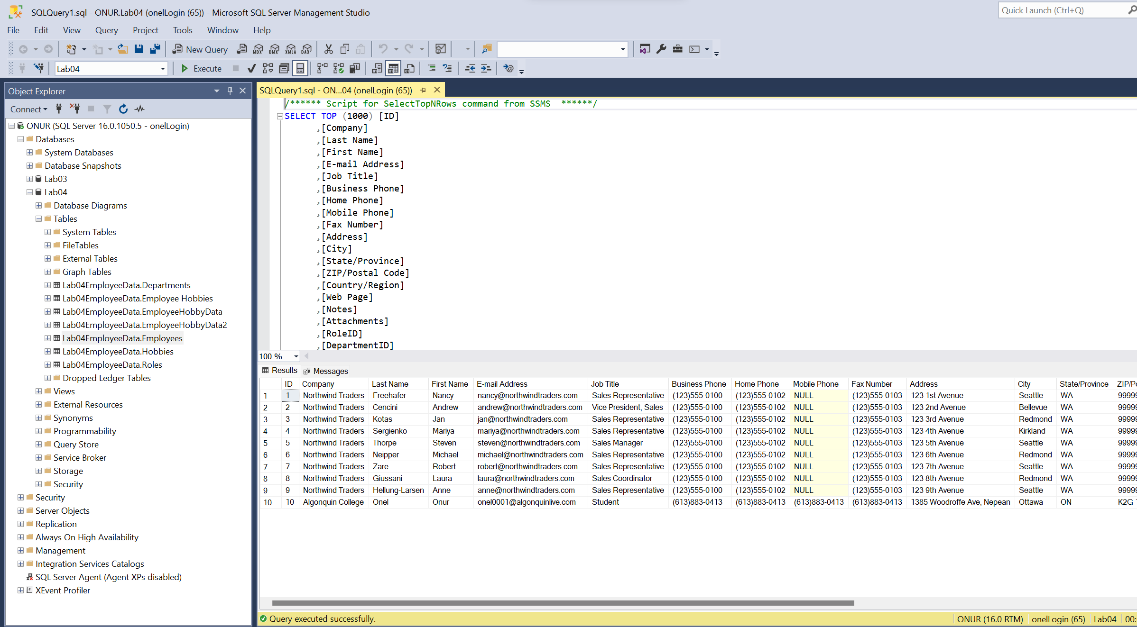 SQLQuery1.sql - ONUR.Lab04 (onelLogin (65)) - Microsoft SQL Server Management Studio
Quick Launch (Ctrl+Q)
File Edit View Query Project Tools Window Help
New Query MDX DMX XMLA DAX
Lab04 Execute
Object Explorer
Connect
ONUR (SQL Server 16.0.1050.5 - onelLogin)
Databases
System Databases
Database Snapshots
Lab03
Lab04
Database Diagrams
Tables
System Tables
FileTables
External Tables
Graph Tables
Lab04EmployeeData.Departments
Lab04EmployeeData.Employee Hobbies
Lab04EmployeeData.EmployeeHobbyData
Lab04EmployeeData.EmployeeHobbyData2
Lab04EmployeeData.Employees
Lab04EmployeeData.Hobbies
Lab04EmployeeData.Roles
Dropped Ledger Tables
Views
External Resources
Synonyms
Programmability
Query Store
Service Broker
Storage
Security
Security
Server Objects
Replication
Always On High Availability
Management
Integration Services Catalogs
SQL Server Agent (Agent XPs disabled)
XEvent Profiler
SQLQuery1.sql - ON...04 (onelLogin (65))
/****** Script for SelectTopNRows command from SSMS ******/
SELECT TOP (1000) [ID]
,[Company]
,[Last Name]
,[First Name]
,[E-mail Address]
,[Job Title]
,[Business Phone]
,[Home Phone]
,[Mobile Phone]
,[Fax Number]
,[Address]
,[City]
,[State/Province]
,[ZIP/Postal Code]
,[Country/Region]
,[Web Page]
,[Notes]
,[Attachments]
,[RoleID]
,[DepartmentID]
100 %
Results Messages
ID Company Last Name First Name E-mail Address Job Title Business Phone Home Phone Mobile Phone Fax Number Address City State/Province ZIP/P
1 1 Northwind Traders Freehafer Nancy nancy@northwindtraders.com Sales Representative (123)555-0100 (123)555-0102 NULL (123)555-0103 123 1st Avenue Seattle WA 99999
2 2 Northwind Traders Cencini Andrew andrew@northwindtraders.com Vice President, Sales (123)555-0100 (123)555-0102 NULL (123)555-0103 123 2nd Avenue Bellevue WA 99999
3 3 Northwind Traders Kotas Jan jan@northwindtraders.com Sales Representative (123)555-0100 (123)555-0102 NULL (123)555-0103 123 3rd Avenue Redmond WA 99999
4 4 Northwind Traders Sergienko Mariya mariya@northwindtraders.com Sales Representative (123)555-0100 (123)555-0102 NULL (123)555-0103 123 4th Avenue Kirkland WA 99999
5 5 Northwind Traders Thorpe Steven steven@northwindtraders.com Sales Manager (123)555-0100 (123)555-0102 NULL (123)555-0103 123 5th Avenue Seattle WA 99999
6 6 Northwind Traders Neipper Michael michael@northwindtraders.com Sales Representative (123)555-0100 (123)555-0102 NULL (123)555-0103 123 6th Avenue Redmond WA 99999
7 7 Northwind Traders Zare Robert robert@northwindtraders.com Sales Representative (123)555-0100 (123)555-0102 NULL (123)555-0103 123 7th Avenue Seattle WA 99999
8 8 Northwind Traders Giussani Laura laura@northwindtraders.com Sales Coordinator (123)555-0100 (123)555-0102 NULL (123)555-0103 123 8th Avenue Redmond WA 99999
9 9 Northwind Traders Hellung-Larsen Anne anne@northwindtraders.com Sales Representative (123)555-0100 (123)555-0102 NULL (123)555-0103 123 9th Avenue Seattle WA 99999
10 10 Algonquin College Onel Onur onel0001@algonquinlive.com Student (613)883-0413 (613)883-0413 (613)883-0413 (613)883-0413 1385 Woodroffe Ave, Nepean Ottawa ON K2G
Query executed successfully.
ONUR (16.0 RTM) onelLogin (65) Lab04 00: